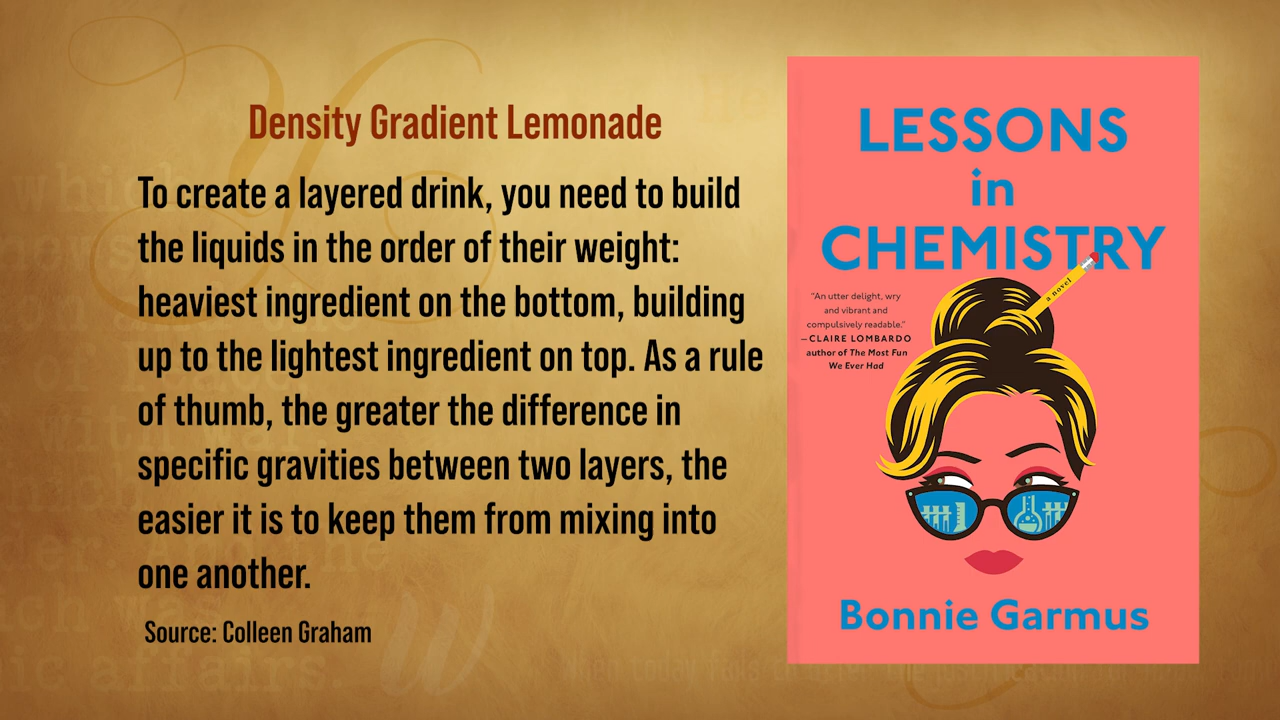 Density Gradient Lemonade
To create a layered drink, you need to build
the liquids in the order of their weight:
heaviest ingredient on the bottom, building
up to the lightest ingredient on top. As a rule
of thumb, the greater the difference in
specific gravities between two layers, the
easier it is to keep them from mixing into
one another.
Source: Colleen Graham
LESSONS
in
CHEMISTRY
a novel
"An utter delight, wry
and vibrant and
compulsively readable."
—CLAIRE LOMBARDO
author of The Most Fun
We Ever Had
Bonnie Garmus